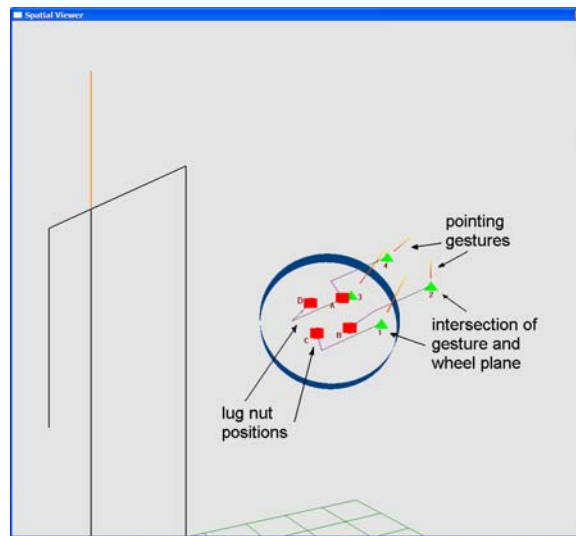 Spatial Viewer
pointing
gestures
4
D
A
3
2
intersection of
gesture and
wheel plane
1
B
C
lug nut
positions